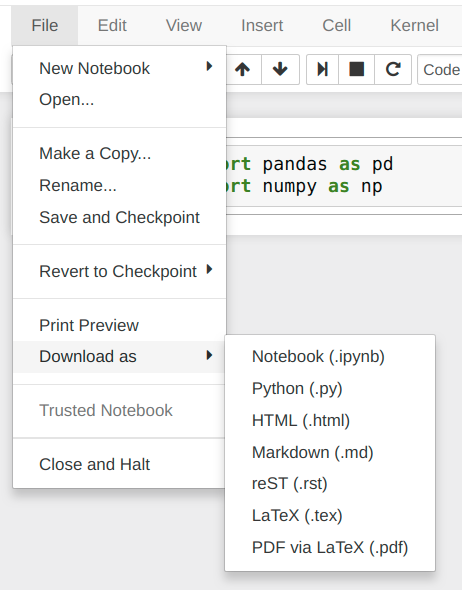 File Edit View Insert Cell Kernel
New Notebook
Code
Open...
Make a Copy...
ort pandas as pd
Rename...
ort numpy as np
Save and Checkpoint
Revert to Checkpoint
Print Preview
Download as
Trusted Notebook
Close and Halt
Notebook (.ipynb)
Python (.py)
HTML (.html)
Markdown (.md)
reST (.rst)
LaTeX (.tex)
PDF via LaTeX (.pdf)